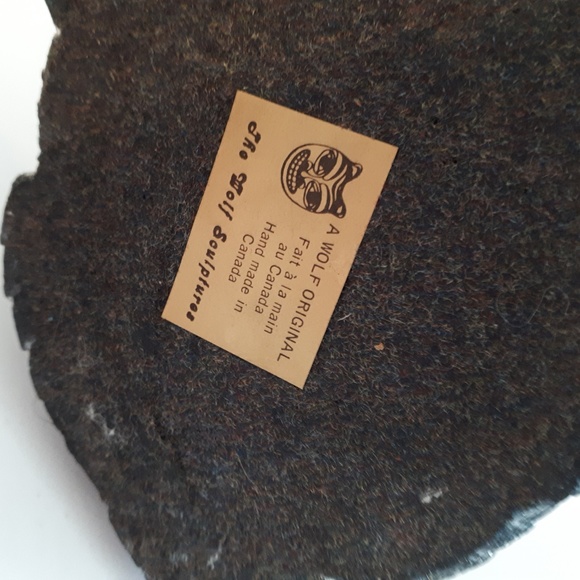 A WOLF ORIGINAL
Fait à la main
au Canada
Hand made in
Canada
The Wolf Sculptures